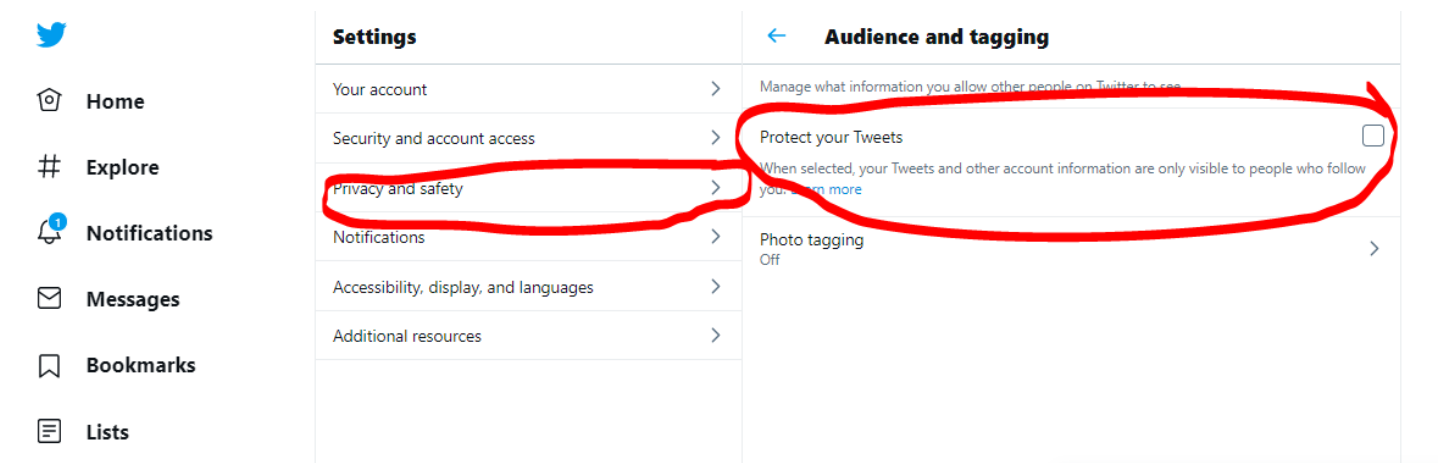 Settings
Audience and tagging
Home
Explore
1
Notifications
Messages
Bookmarks
Lists
Your account
Security and account access
Privacy and safety
Notifications
Accessibility, display, and languages
Additional resources
Manage what information you allow other people on Twitter to see.
Protect your Tweets
When selected, your Tweets and other account information are only visible to people who follow
you. Learn more
Photo tagging
Off